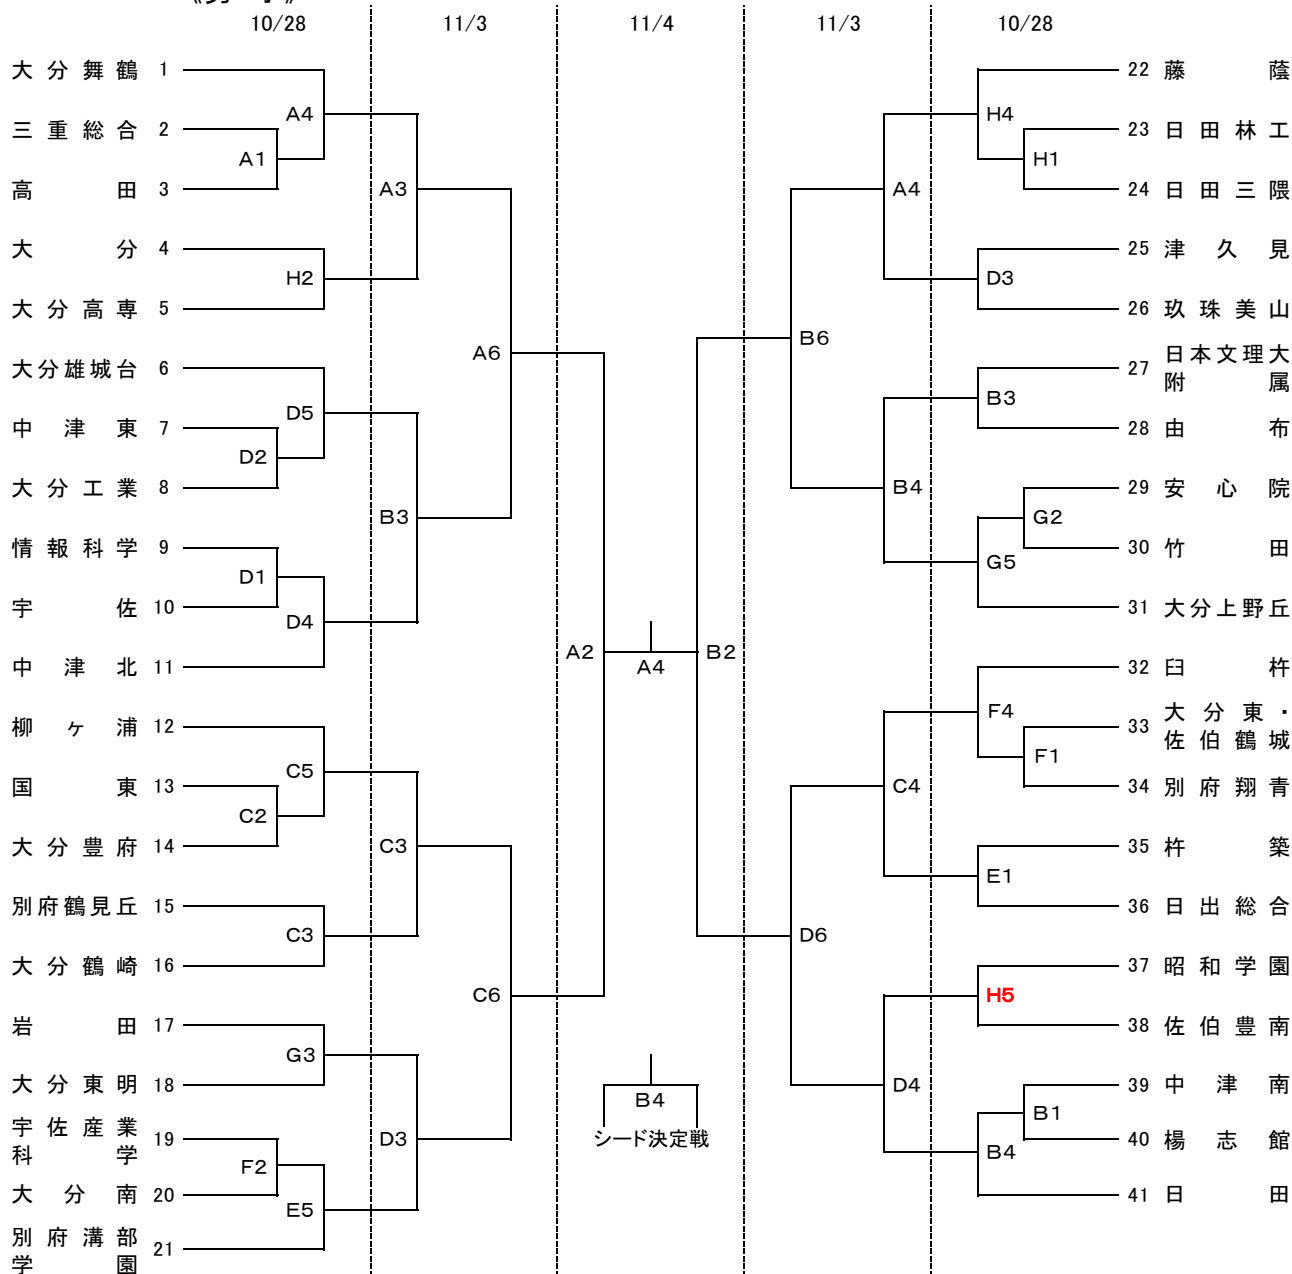 10/28 11/3 11/4 11/3 10/28
大分舞鶴 1
三重総合 2
高田 3
大分 4
大分高専 5
大分雄城台 6
中津東 7
大分工業 8
情報科学 9
宇佐 10
中津北 11
柳ヶ浦 12
国東 13
大分豊府 14
別府鶴見丘 15
大分鶴崎 16
岩田 17
大分東明 18
宇佐産業
科学 19
大分南 20
別府溝部
学園 21
A4
A1
H2
D5
D2
D1
D4
C5
C2
C3
G3
F2
E5
A3
B3
C3
D3
A6
C6
A2
A4
B2
B4
シード決定戦
B6
D6
A4
B4
C4
D4
H4
H1
D3
B3
G2
G5
F4
F1
E1
H5
B1
B4
22 藤蔭
23 日田林工
24 日田三隈
25 津久見
26 玖珠美山
27 日本文理大
附属
28 由布
29 安心院
30 竹田
31 大分上野丘
32 臼杵
33 大分東・
佐伯鶴城
34 別府翔青
35 杵築
36 日出総合
37 昭和学園
38 佐伯豊南
39 中津南
40 楊志館
41 日田